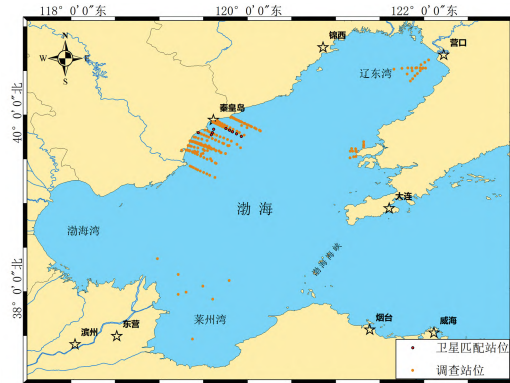 118° 0′0″东
120° 0′0″东
122° 0′0″东
锦西
营口
N
W
E
S
辽东湾
秦皇岛
40° 0′0″北
渤海
大连
渤海湾
渤海海峡
38° 0′0″北
莱州湾
滨州
东营
烟台
威海
卫星匹配站位
调查站位